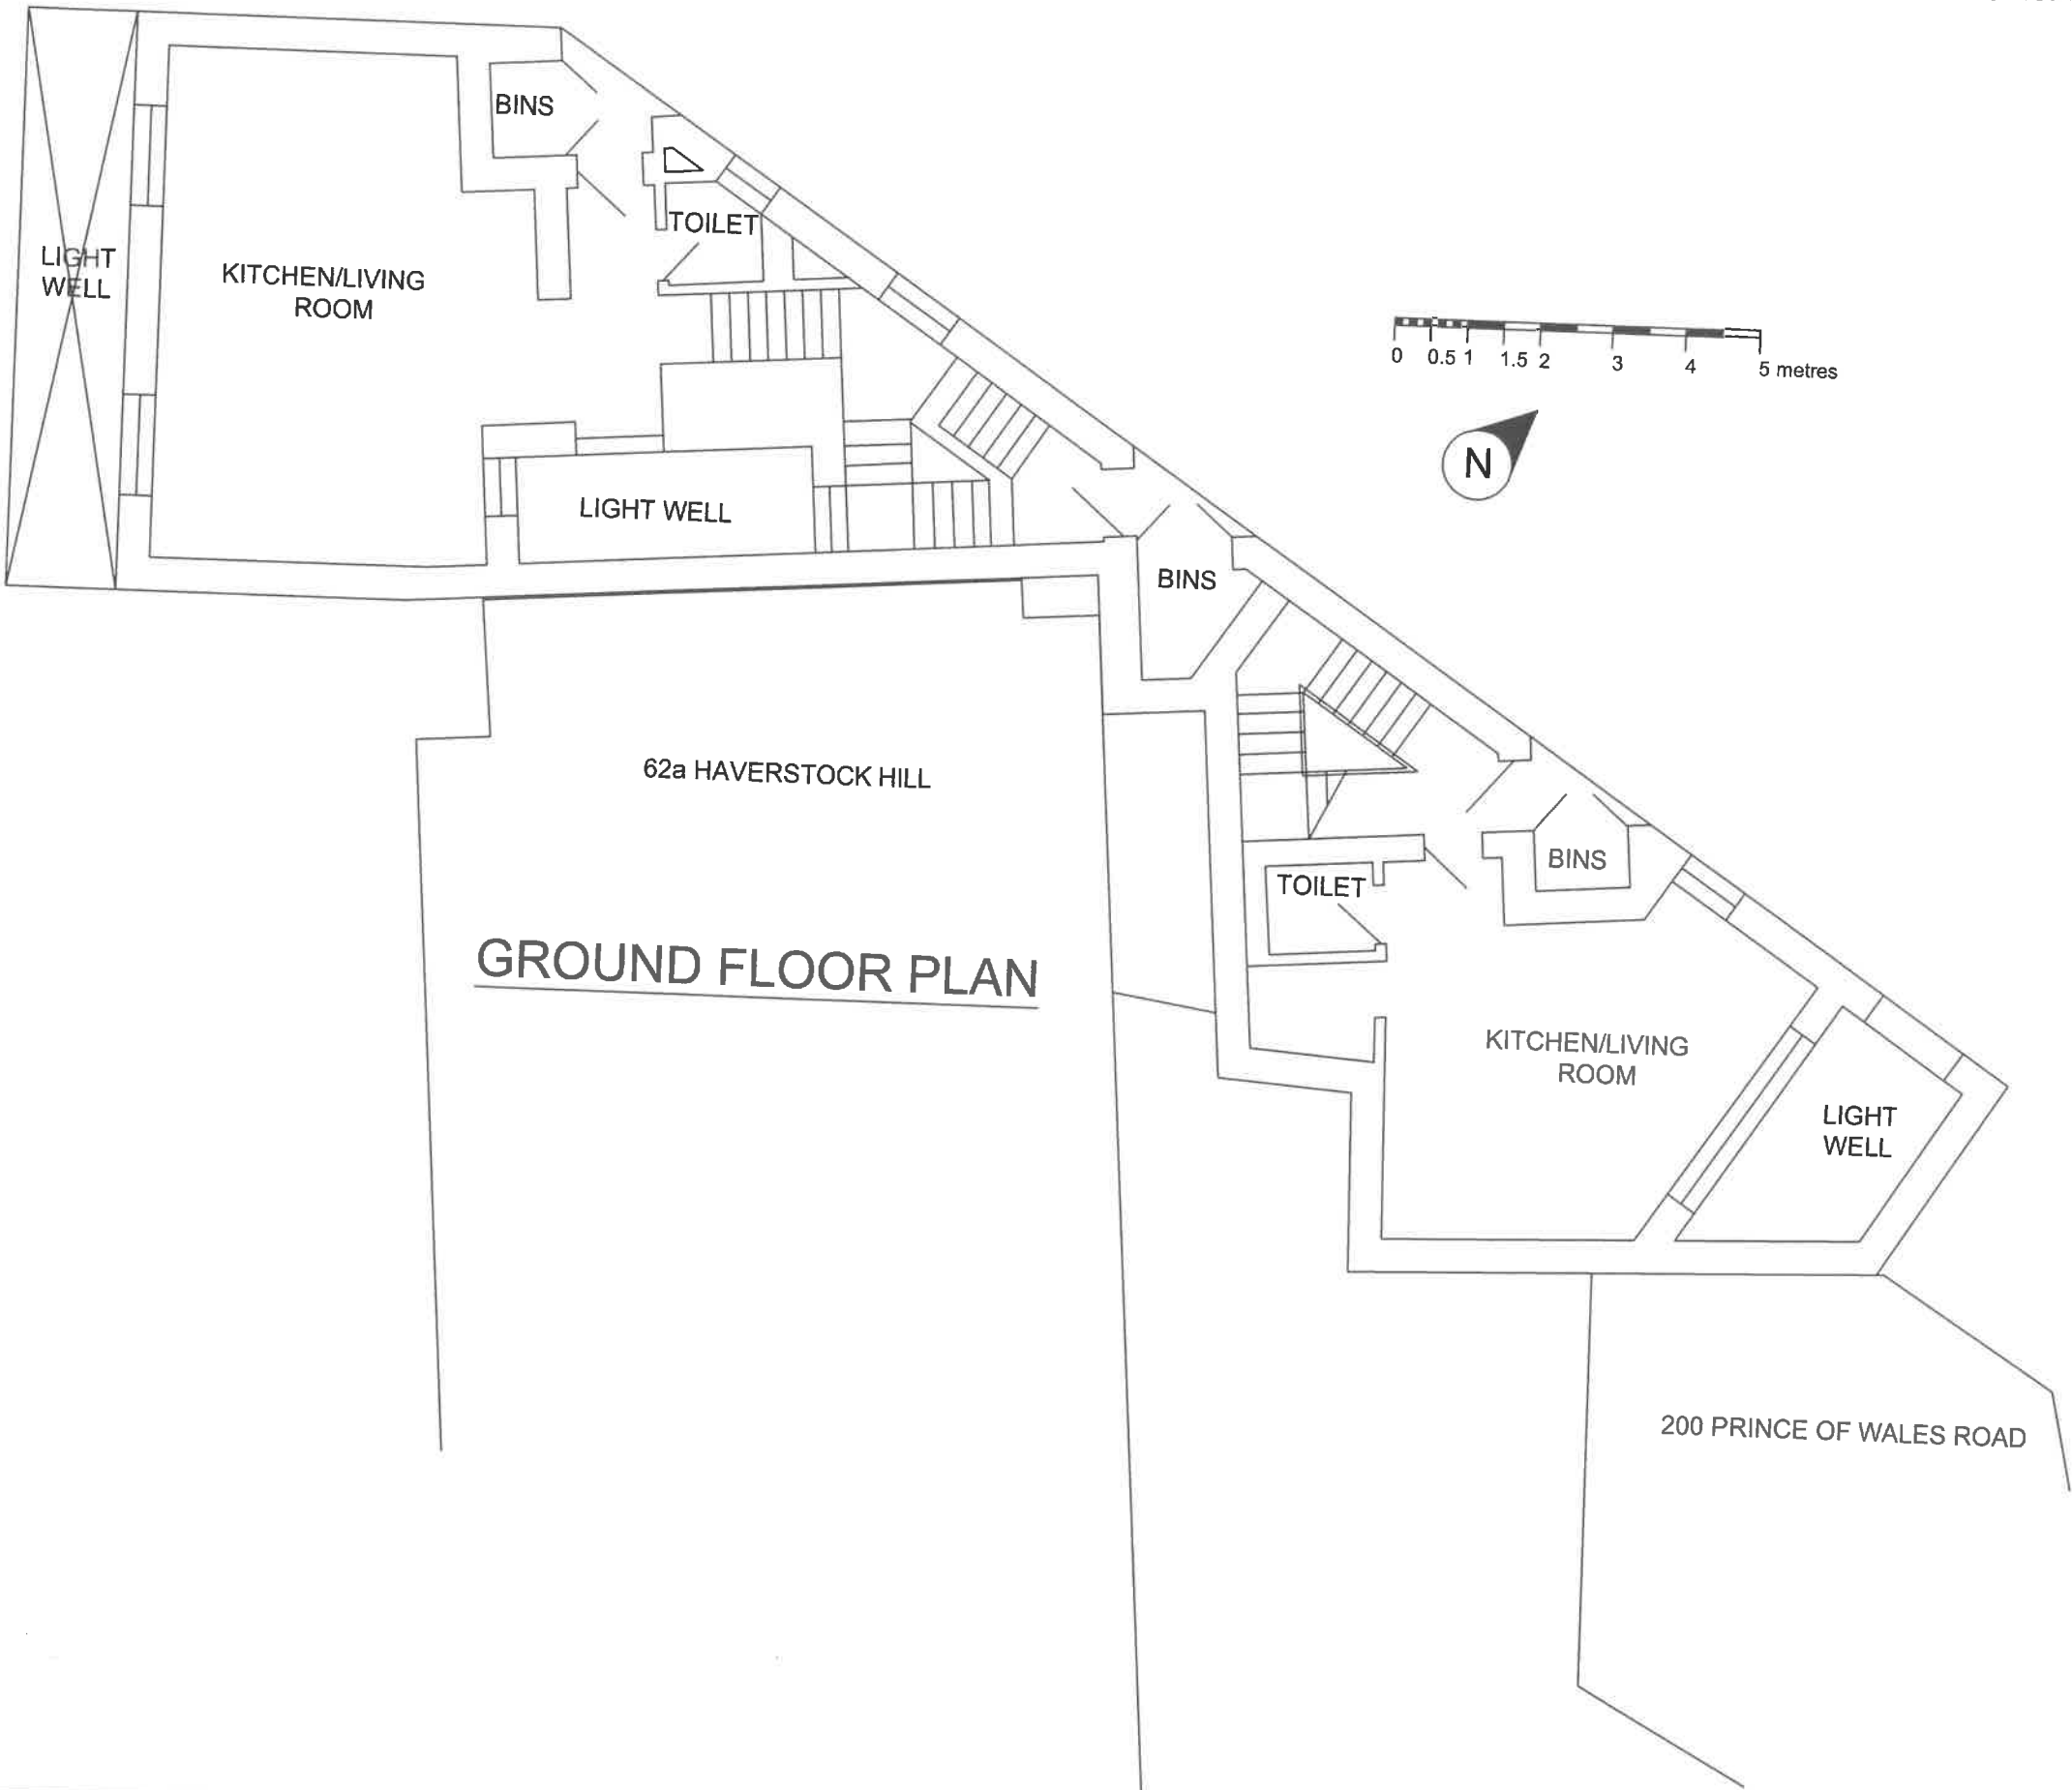 BINS
TOILET
LIGHT
WELL
KITCHEN/LIVING
ROOM
0 0.5 1 1.5 2 3 4 5 metres
N
LIGHT WELL
BINS
62a HAVERSTOCK HILL
BINS
TOILET
GROUND FLOOR PLAN
KITCHEN/LIVING
ROOM
LIGHT
WELL
200 PRINCE OF WALES ROAD